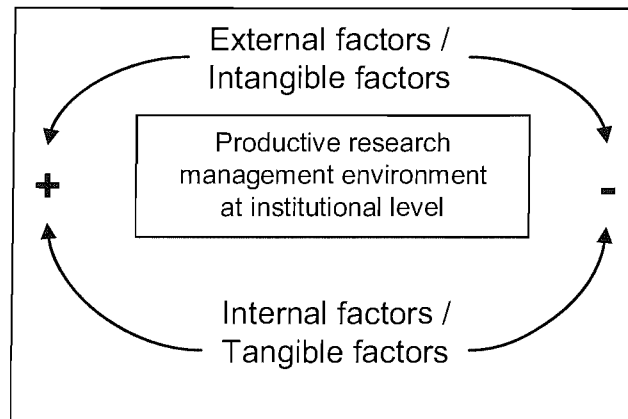 External factors /
Intangible factors
Productive research
management environment
at institutional level
+
-
Internal factors /
Tangible factors